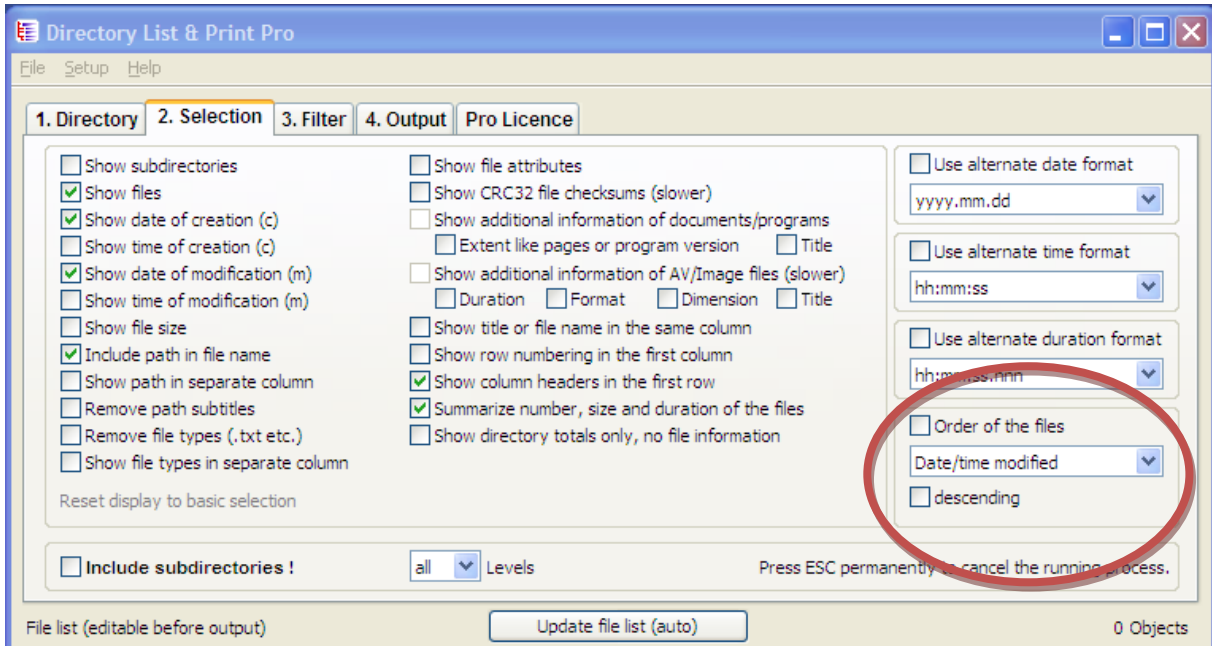 Directory List & Print Pro
File Setup Help
1. Directory 2. Selection 3. Filter 4. Output Pro Licence
Show subdirectories
Show files
Show date of creation (c)
Show time of creation (c)
Show date of modification (m)
Show time of modification (m)
Show file size
Include path in file name
Show path in separate column
Remove path subtitles
Remove file types (.txt etc.)
Show file types in separate column
Reset display to basic selection
Show file attributes
Show CRC32 file checksums (slower)
Show additional information of documents/programs
Extent like pages or program version Title
Show additional information of AV/Image files (slower)
Duration Format Dimension Title
Show title or file name in the same column
Show row numbering in the first column
Show column headers in the first row
Summarize number, size and duration of the files
Show directory totals only, no file information
Use alternate date format
yyyy.mm.dd
Use alternate time format
hh:mm:ss
Use alternate duration format
hh:mm:ss.nnn
Order of the files
Date/time modified
descending
Include subdirectories ! all Levels Press ESC permanently to cancel the running process.
File list (editable before output) Update file list (auto) 0 Objects